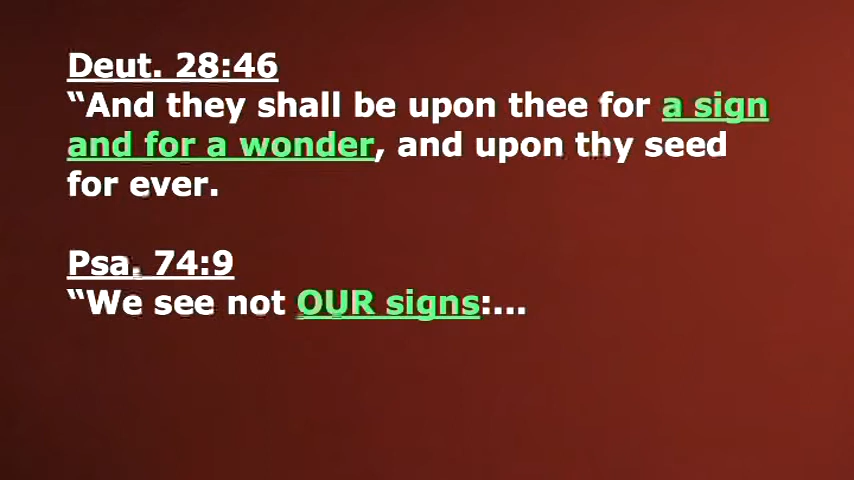 Deut. 28:46
“And they shall be upon thee for a sign
and for a wonder, and upon thy seed
for ever.
Psa. 74:9
“We see not OUR signs:...